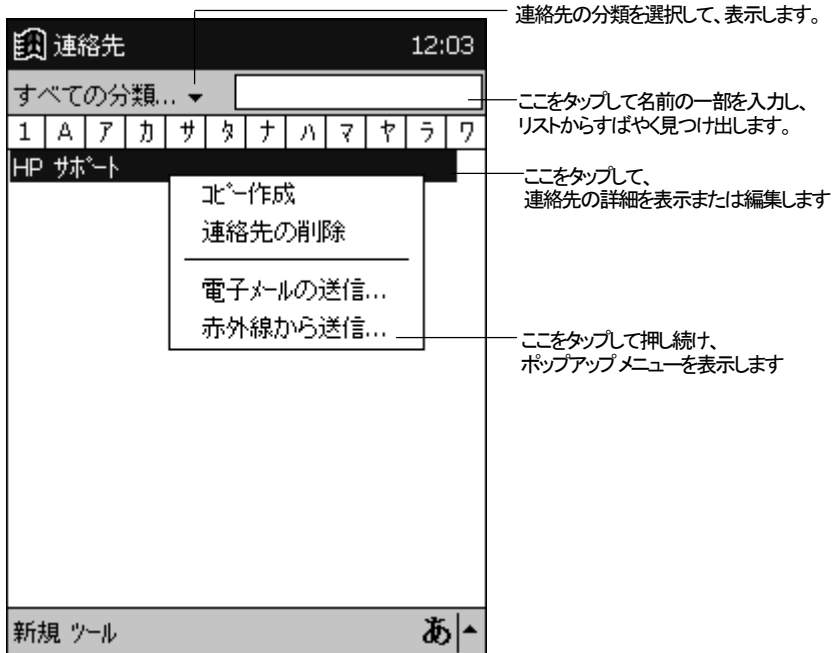 連絡先の分類を選択して、表示します。
連絡先 12:03
すべての分類...
ここをタップして名前の一部を入力し、
リストからすばやく見つけ出します。
1 A ア カ サ タ ナ ハ マ ヤ ラ ワ
HP サポート
ここをタップして、
連絡先の詳細を表示または編集します
コピー作成
連絡先の削除
電子メールの送信...
赤外線から送信...
ここをタップして押し続け、
ポップアップ メニューを表示します
新規 ツール あ